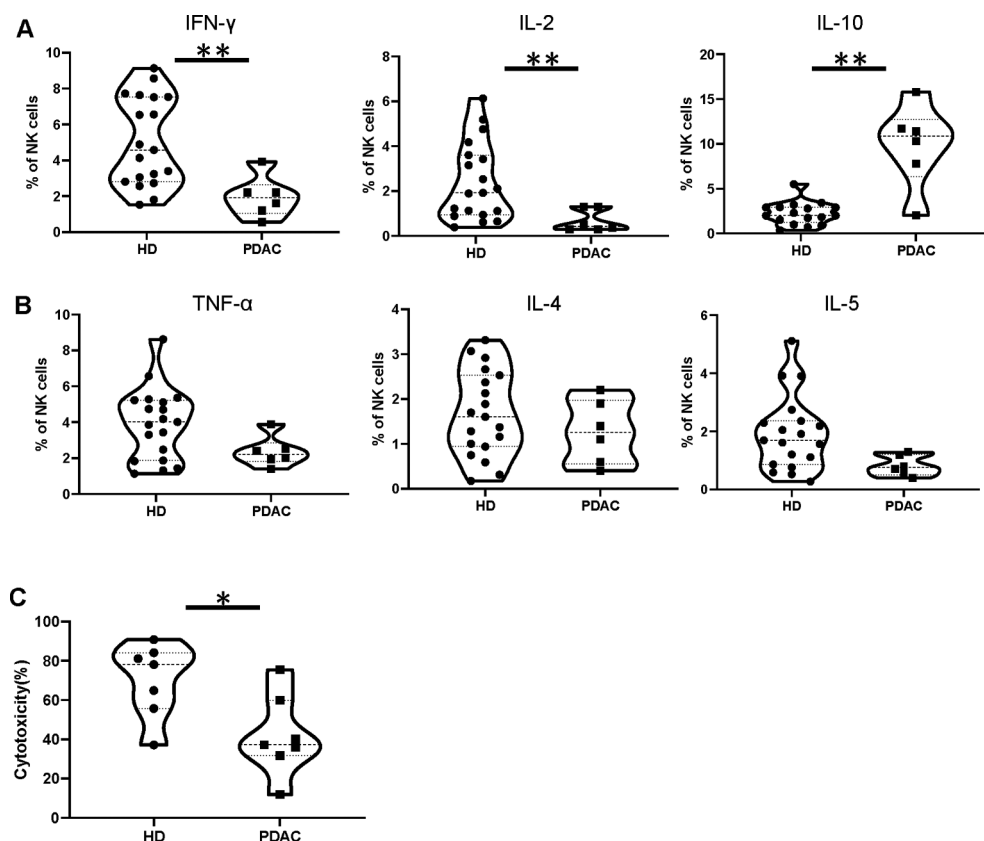 A
IFN-γ
IL-2
IL-10
**
**
**
% of NK cells
10
8
6
4
2
0
HD
PDAC
% of NK cells
8
6
4
2
0
HD
PDAC
% of NK cells
20
15
10
5
0
HD
PDAC
B
TNF-α
IL-4
IL-5
% of NK cells
10
8
6
4
2
0
HD
PDAC
% of NK cells
4
3
2
1
0
HD
PDAC
% of NK cells
6
4
2
0
HD
PDAC
C
*
Cytotoxicity(%)
100
80
60
40
20
0
HD
PDAC